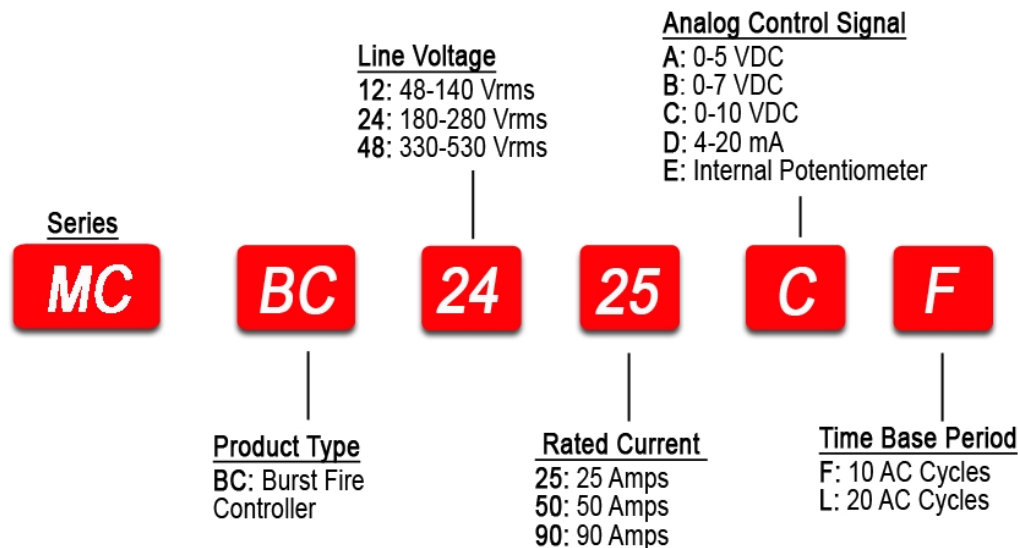 Analog Control Signal
A: 0-5 VDC
B: 0-7 VDC
C: 0-10 VDC
D: 4-20 mA
E: Internal Potentiometer
Line Voltage
12: 48-140 Vrms
24: 180-280 Vrms
48: 330-530 Vrms
Series
MC BC 24 25 C F
Product Type
BC: Burst Fire
Controller
Rated Current
25: 25 Amps
50: 50 Amps
90: 90 Amps
Time Base Period
F: 10 AC Cycles
L: 20 AC Cycles